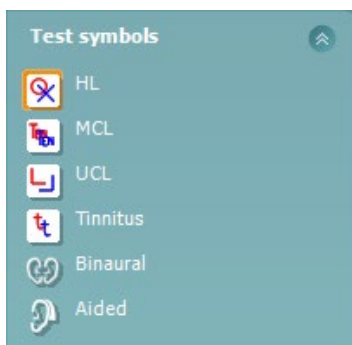 Test symbols
HL
MCL
UCL
Tinnitus
Binaural
Aided